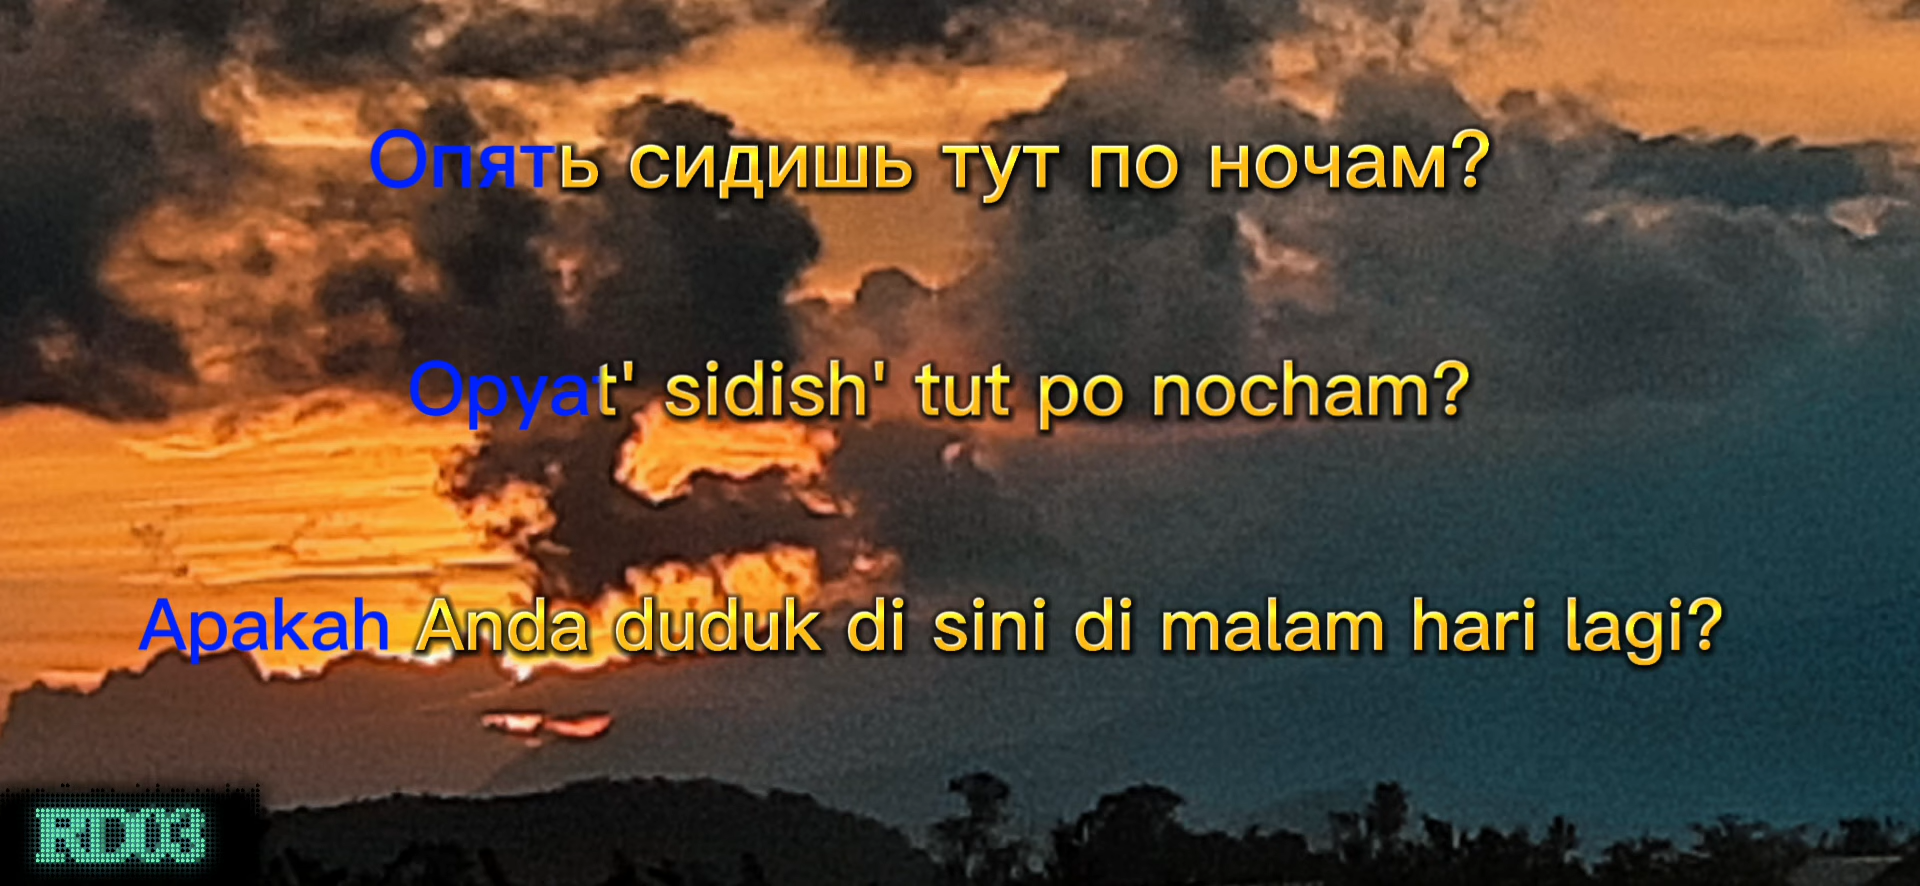 Опять сидишь тут по ночам?
Opyat' sidish' tut po nocham?
Apakah Anda duduk di sini di malam hari lagi?
RD03